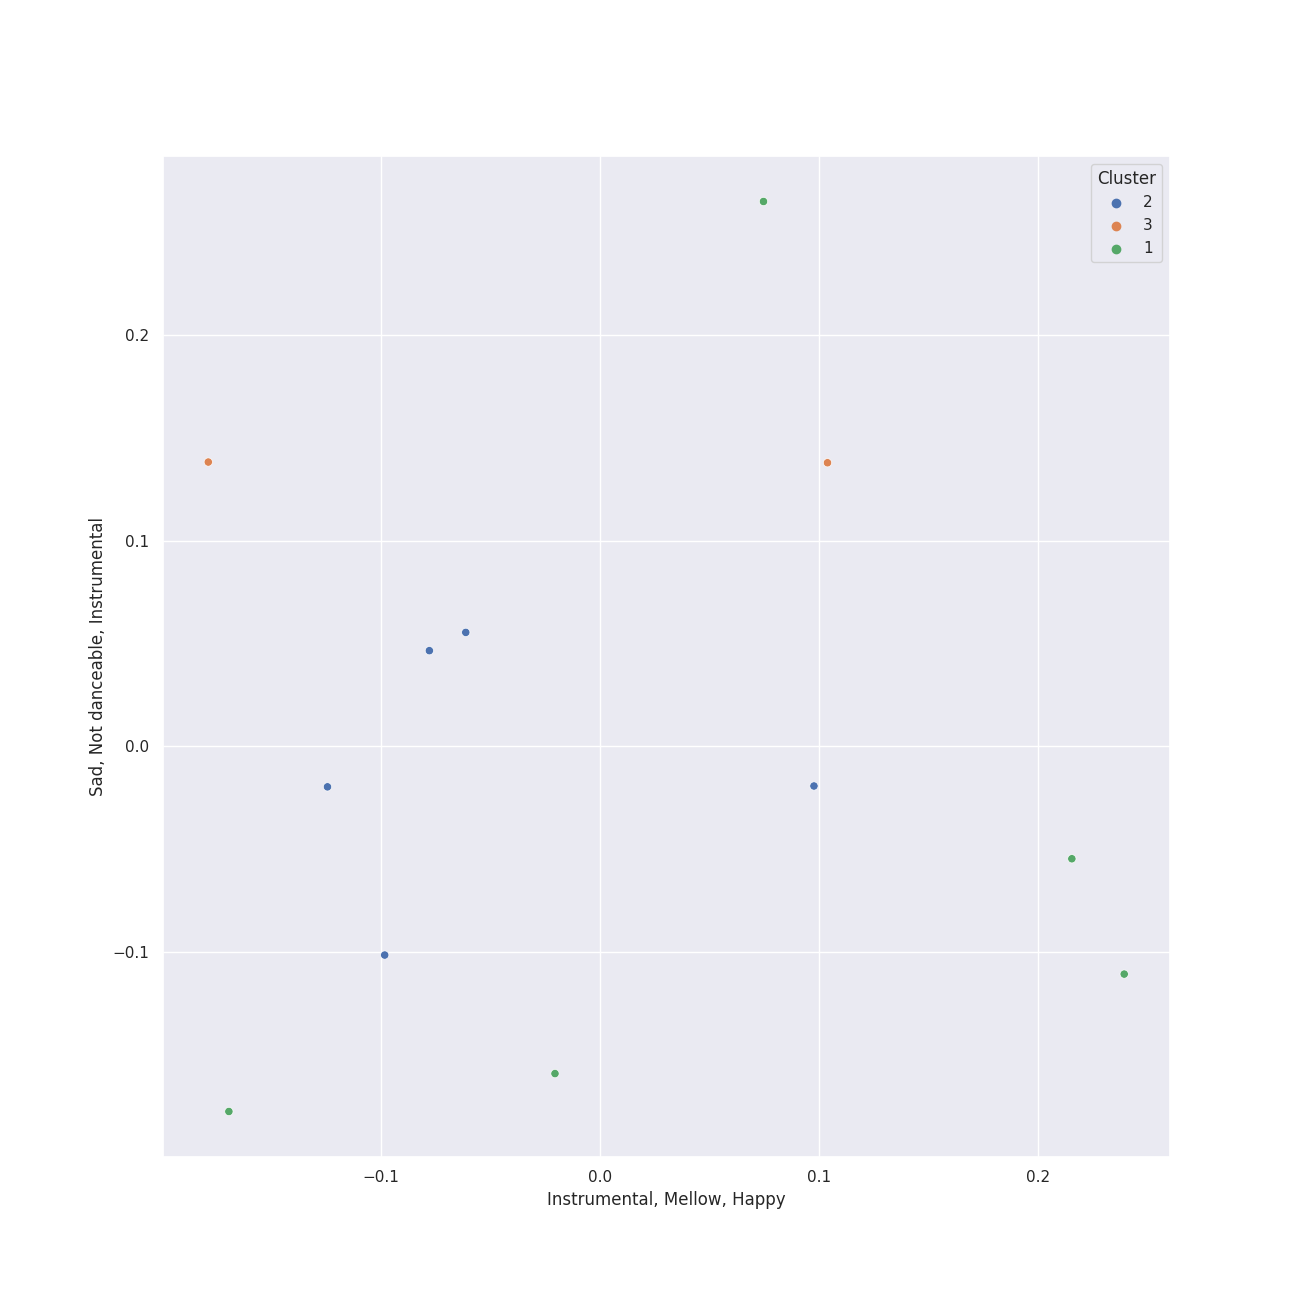 Cluster
2
3
1
0.2
0.1
0.0
−0.1
Sad, Not danceable, Instrumental
−0.1 0.0 0.1 0.2
Instrumental, Mellow, Happy